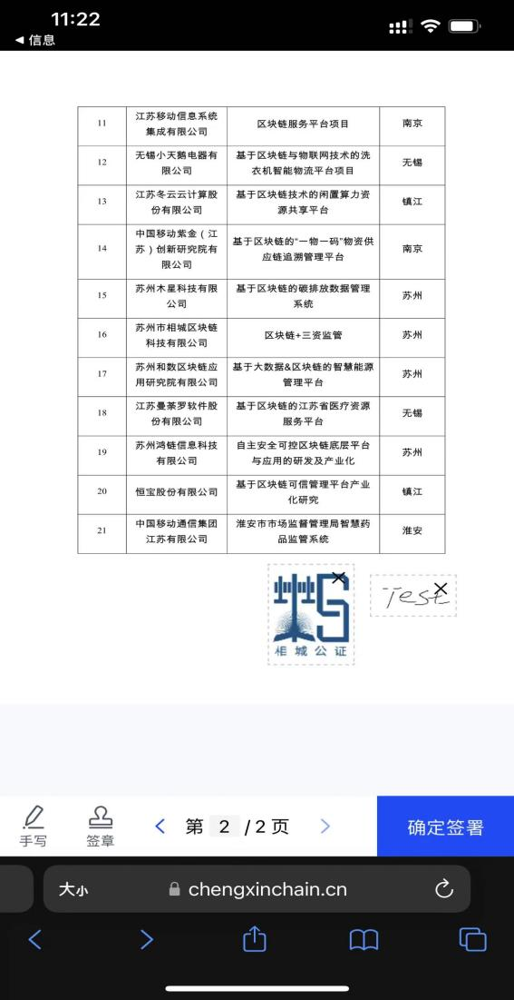 11:22
◀ 信息
11
江苏移动信息系统
集成有限公司
区块链服务平台项目
南京
12
无锡小天鹅电器有
限公司
基于区块链与物联网技术的洗
衣机智能物流平台项目
无锡
13
江苏冬云云计算股
份有限公司
基于区块链技术的闲置算力资
源共享平台
镇江
14
中国移动紫金（江
苏）创新研究院有
限公司
基于区块链的“一物一码”物资供
应链追溯管理平台
南京
15
苏州木星科技有限
公司
基于区块链的碳排放数据管理
系统
苏州
16
苏州市相城区块链
科技有限公司
区块链+三资监管
苏州
17
苏州和数区块链应
用研究院有限公司
基于大数据&区块链的智慧能源
管理平台
苏州
18
江苏曼荼罗软件股
份有限公司
基于区块链的江苏省医疗资源
服务平台
无锡
19
苏州鸿链信息科技
有限公司
自主安全可控区块链底层平台
与应用的研发及产业化
苏州
20
恒宝股份有限公司
基于区块链可信管理平台产业
化研究
镇江
21
中国移动通信集团
江苏有限公司
淮安市市场监督管理局智慧药
品监管系统
淮安
相城公证
Test
手写
签章
第 2 / 2 页
确定签署
大小
chengxinchain.cn